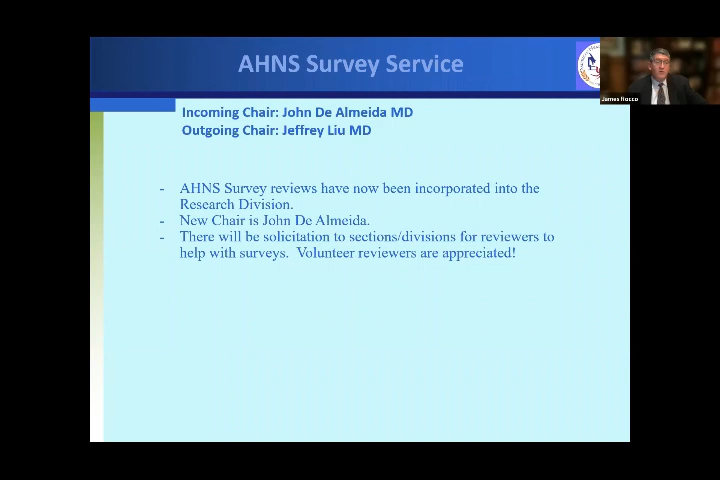 AHNS Survey Service
James Rocco
Incoming Chair: John De Almeida MD
Outgoing Chair: Jeffrey Liu MD
- AHNS Survey reviews have now been incorporated into the
Research Division.
- New Chair is John De Almeida.
- There will be solicitation to sections/divisions for reviewers to
help with surveys.  Volunteer reviewers are appreciated!